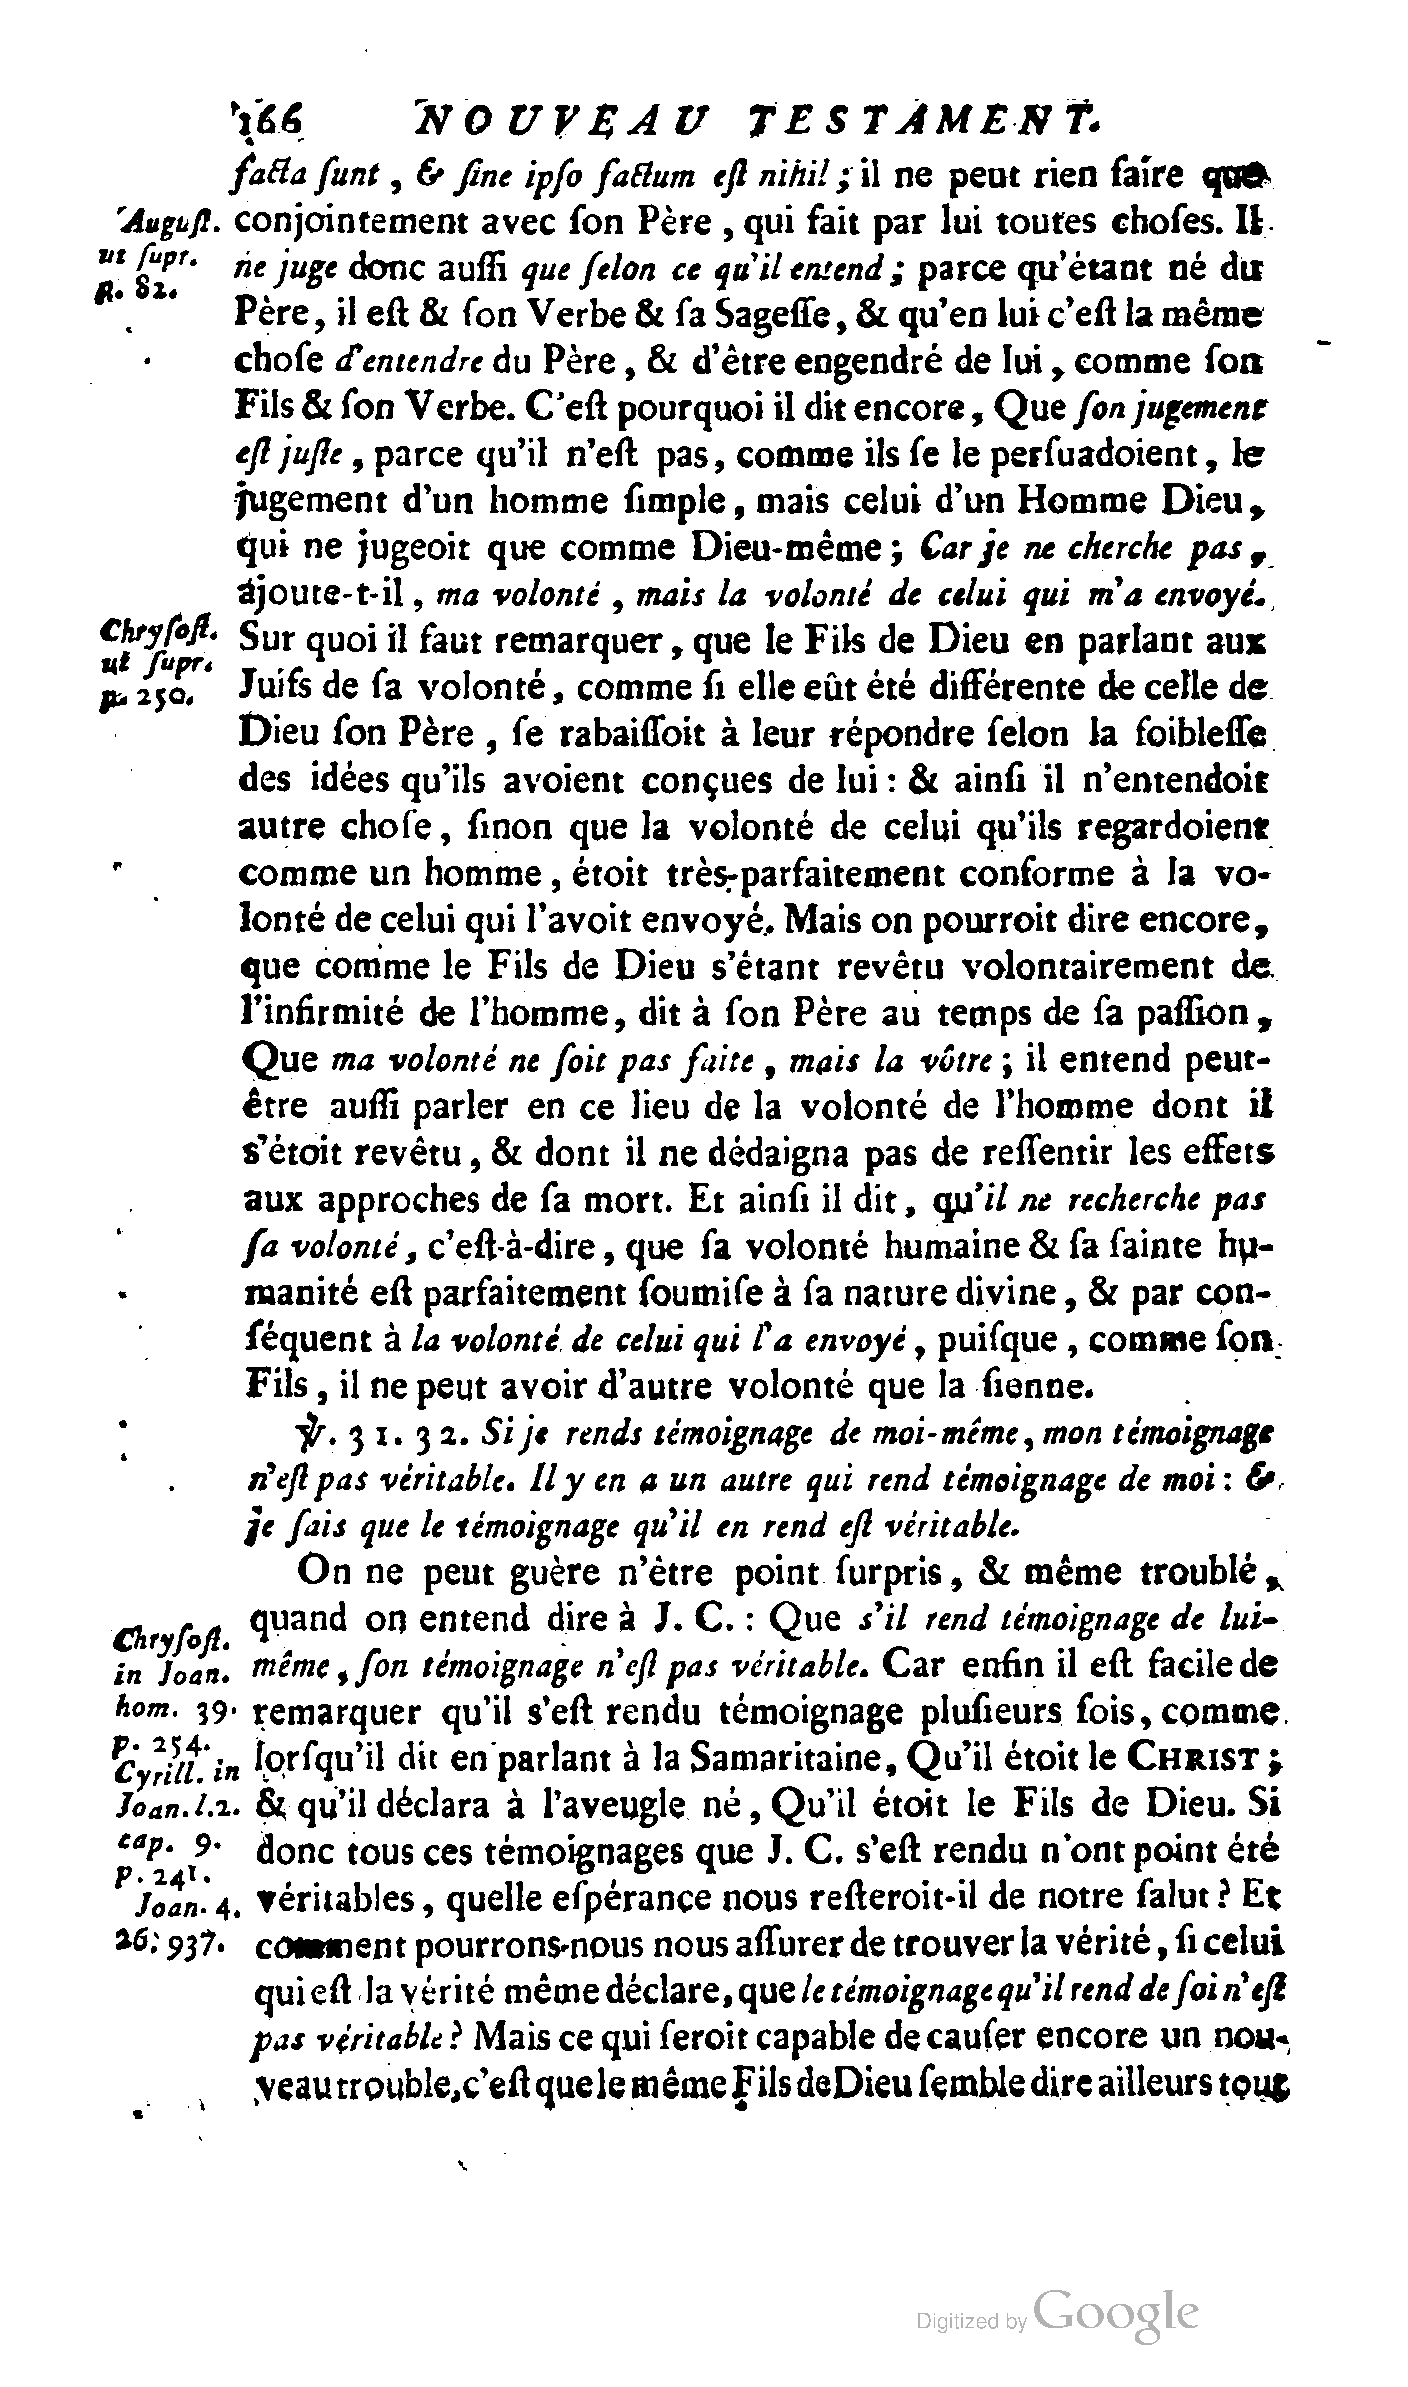 166 NOUVEAU TESTAMENT.
facta ſunt, & ſine ipſo factum eſt nihil; il ne peut rien faire que
Auguſt.
ut ſupr.
p. 82.
conjointement avec ſon Père, qui fait par lui toutes choſes. Il
ne juge donc auſſi que ſelon ce qu'il entend; parce qu'étant né du
Père, il eſt & ſon Verbe & ſa Sageſſe, & qu'en lui c'eſt la même
choſe d'entendre du Père, & d'être engendré de lui, comme ſon
Fils & ſon Verbe. C'eſt pourquoi il dit encore, Que ſon jugement
eſt juſte, parce qu'il n'eſt pas, comme ils ſe le perſuadoient, le
jugement d'un homme ſimple, mais celui d'un Homme Dieu,
qui ne jugeoit que comme Dieu-même; Car je ne cherche pas,
ajoute-t-il, ma volonté, mais la volonté de celui qui m'a envoyé.
Chryſoſt.
ut ſupr.
p. 250.
Sur quoi il faut remarquer, que le Fils de Dieu en parlant aux
Juifs de ſa volonté, comme ſi elle eût été différente de celle de
Dieu ſon Père, ſe rabaiſſoit à leur répondre ſelon la foibleſſe
des idées qu'ils avoient conçues de lui: & ainſi il n'entendoit
autre choſe, ſinon que la volonté de celui qu'ils regardoient
comme un homme, étoit très-parfaitement conforme à la vo-
lonté de celui qui l'avoit envoyé. Mais on pourroit dire encore,
que comme le Fils de Dieu s'étant revêtu volontairement de
l'infirmité de l'homme, dit à ſon Père au temps de ſa paſſion,
Que ma volonté ne ſoit pas faite, mais la vôtre; il entend peut-
être auſſi parler en ce lieu de la volonté de l'homme dont il
s'étoit revêtu, & dont il ne dédaigna pas de reſſentir les effets
aux approches de ſa mort. Et ainſi il dit, qu'il ne recherche pas
ſa volonté, c'eſt-à-dire, que ſa volonté humaine & ſa ſainte hu-
manité eſt parfaitement ſoumiſe à ſa nature divine, & par con-
ſéquent à la volonté de celui qui l'a envoyé, puiſque, comme ſon
Fils, il ne peut avoir d'autre volonté que la ſienne.
℣. 31. 32. Si je rends témoignage de moi-même, mon témoignage
n'eſt pas véritable. Il y en a un autre qui rend témoignage de moi: &
je ſais que le témoignage qu'il en rend eſt véritable.
On ne peut guère n'être point ſurpris, & même troublé,
Chryſoſt.
in Joan.
hom. 39.
p. 254.
Cyrill. in
Joan. l. 2.
cap. 9.
p. 241.
Joan. 4.
26; 937.
quand on entend dire à J. C.: Que s'il rend témoignage de lui-
même, ſon témoignage n'eſt pas véritable. Car enfin il eſt facile de
remarquer qu'il s'eſt rendu témoignage pluſieurs fois, comme
lorſqu'il dit en parlant à la Samaritaine, Qu'il étoit le CHRIST;
& qu'il déclara à l'aveugle né, Qu'il étoit le Fils de Dieu. Si
donc tous ces témoignages que J. C. s'eſt rendu n'ont point été
véritables, quelle eſpérance nous reſteroit-il de notre ſalut? Et
comment pourrons-nous nous aſſurer de trouver la vérité, ſi celui
qui eſt la vérité même déclare, que le témoignage qu'il rend de ſoi n'eſt
pas véritable? Mais ce qui ſeroit capable de cauſer encore un nou-
veau trouble, c'eſt que le même Fils de Dieu ſemble dire ailleurs tout
Digitized by Google